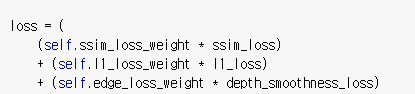 loss = (
    (self.ssim_loss_weight * ssim_loss)
    + (self.l1_loss_weight * l1_loss)
    + (self.edge_loss_weight * depth_smoothness_loss)